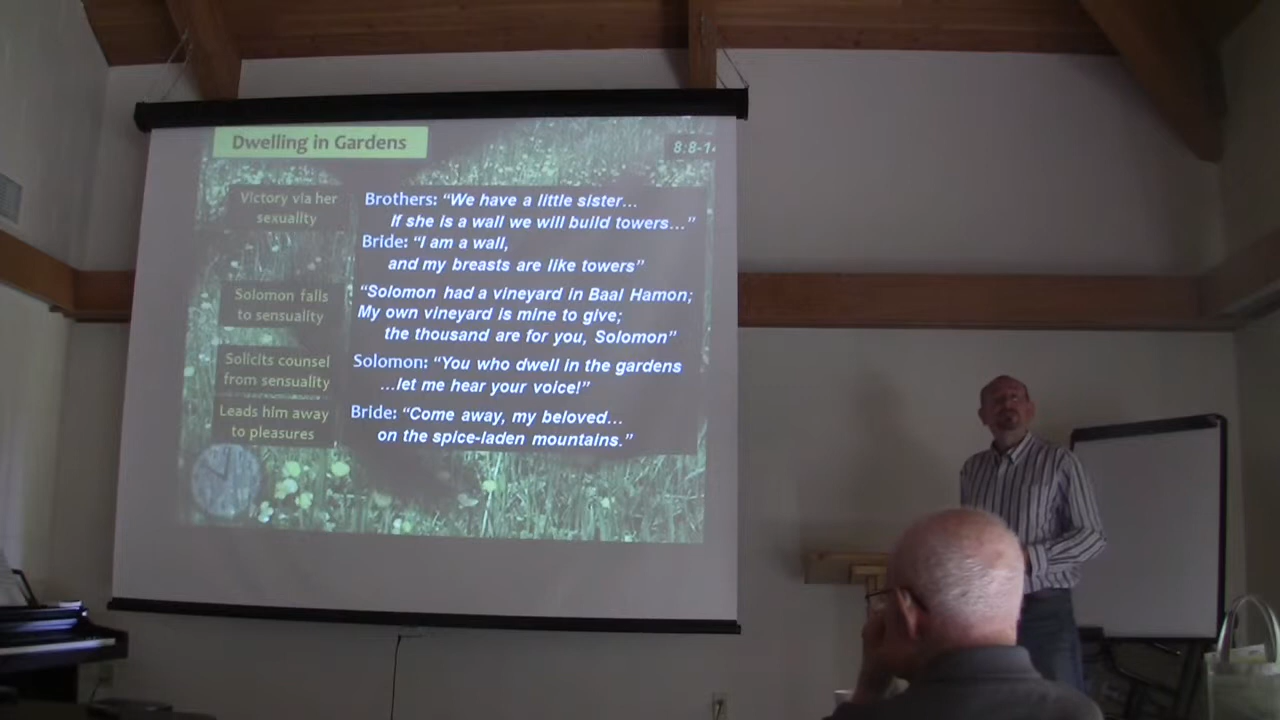 Dwelling in Gardens
8:8-14
Victory via her
sexuality
Brothers: “We have a little sister…
If she is a wall we will build towers…”
Bride: “I am a wall,
and my breasts are like towers”
Solomon falls
to sensuality
“Solomon had a vineyard in Baal Hamon;
My own vineyard is mine to give;
the thousand are for you, Solomon”
Solicits counsel
from sensuality
Solomon: “You who dwell in the gardens
…let me hear your voice!”
Leads him away
to pleasures
Bride: “Come away, my beloved…
on the spice-laden mountains.”